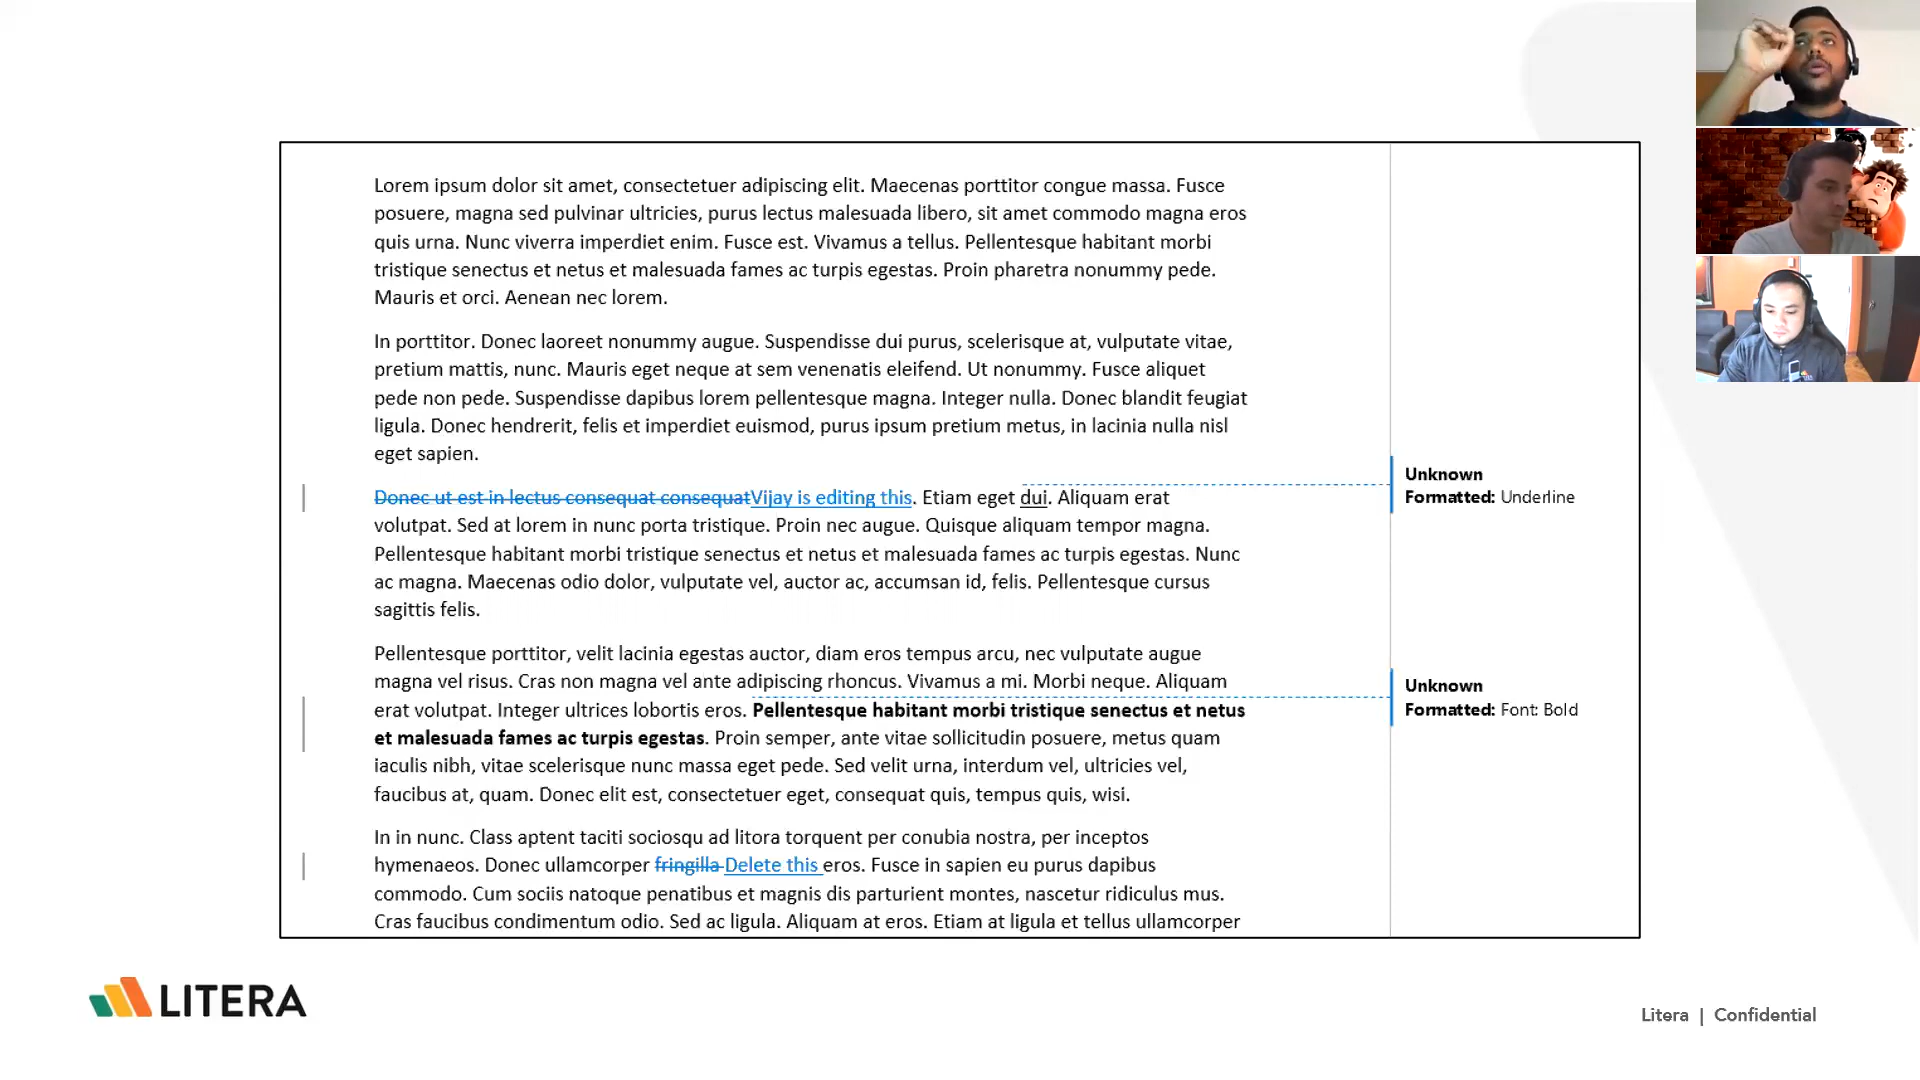 Lorem ipsum dolor sit amet, consectetuer adipiscing elit. Maecenas porttitor congue massa. Fusce
posuere, magna sed pulvinar ultricies, purus lectus malesuada libero, sit amet commodo magna eros
quis urna. Nunc viverra imperdiet enim. Fusce est. Vivamus a tellus. Pellentesque habitant morbi
tristique senectus et netus et malesuada fames ac turpis egestas. Proin pharetra nonummy pede.
Mauris et orci. Aenean nec lorem.
In porttitor. Donec laoreet nonummy augue. Suspendisse dui purus, scelerisque at, vulputate vitae,
pretium mattis, nunc. Mauris eget neque at sem venenatis eleifend. Ut nonummy. Fusce aliquet
pede non pede. Suspendisse dapibus lorem pellentesque magna. Integer nulla. Donec blandit feugiat
ligula. Donec hendrerit, felis et imperdiet euismod, purus ipsum pretium metus, in lacinia nulla nisl
eget sapien.
Donec ut est in lectus consequat consequatVijay is editing this. Etiam eget dui. Aliquam erat
volutpat. Sed at lorem in nunc porta tristique. Proin nec augue. Quisque aliquam tempor magna.
Pellentesque habitant morbi tristique senectus et netus et malesuada fames ac turpis egestas. Nunc
ac magna. Maecenas odio dolor, vulputate vel, auctor ac, accumsan id, felis. Pellentesque cursus
sagittis felis.
Unknown
Formatted: Underline
Pellentesque porttitor, velit lacinia egestas auctor, diam eros tempus arcu, nec vulputate augue
magna vel risus. Cras non magna vel ante adipiscing rhoncus. Vivamus a mi. Morbi neque. Aliquam
erat volutpat. Integer ultrices lobortis eros. Pellentesque habitant morbi tristique senectus et netus
et malesuada fames ac turpis egestas. Proin semper, ante vitae sollicitudin posuere, metus quam
iaculis nibh, vitae scelerisque nunc massa eget pede. Sed velit urna, interdum vel, ultricies vel,
faucibus at, quam. Donec elit est, consectetuer eget, consequat quis, tempus quis, wisi.
Unknown
Formatted: Font: Bold
In in nunc. Class aptent taciti sociosqu ad litora torquent per conubia nostra, per inceptos
hymenaeos. Donec ullamcorper fringilla Delete this eros. Fusce in sapien eu purus dapibus
commodo. Cum sociis natoque penatibus et magnis dis parturient montes, nascetur ridiculus mus.
Cras faucibus condimentum odio. Sed ac ligula. Aliquam at eros. Etiam at ligula et tellus ullamcorper
LITERA
Litera | Confidential